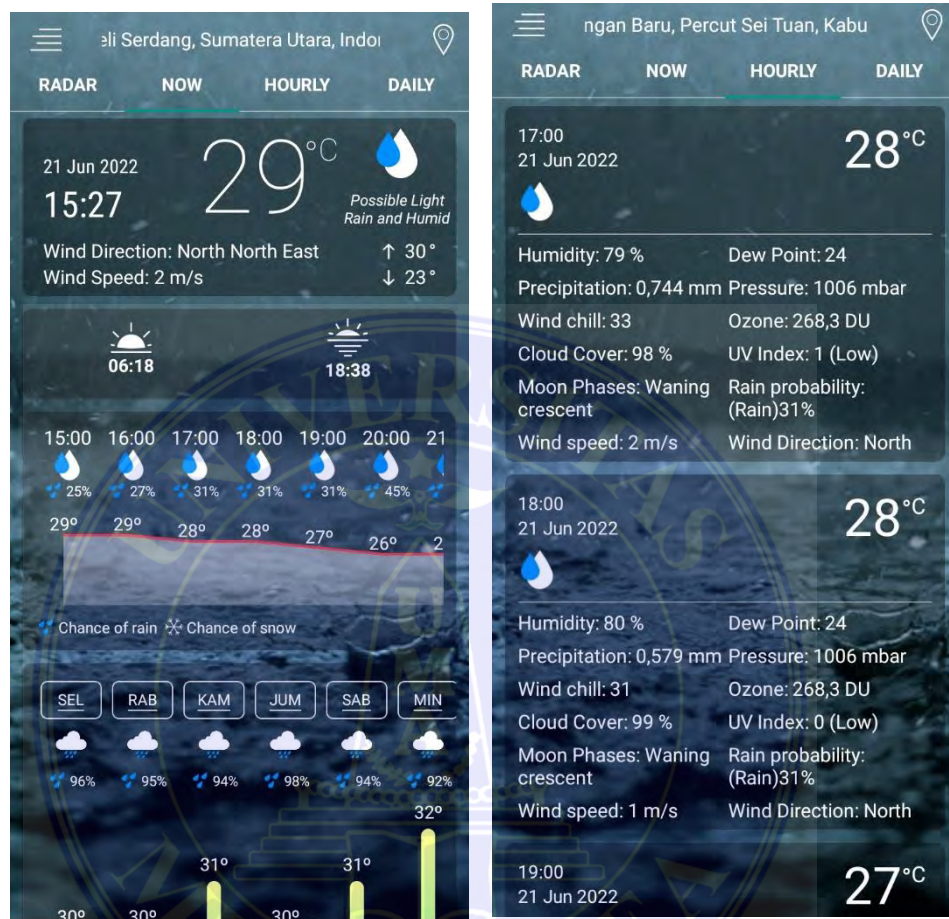 eli Serdang, Sumatera Utara, Indo
RADAR NOW HOURLY DAILY
21 Jun 2022
15:27
29°C
Possible Light
Rain and Humid
Wind Direction: North North East ↑ 30°
Wind Speed: 2 m/s ↓ 23°
06:18 18:38
15:00 16:00 17:00 18:00 19:00 20:00 21
25% 27% 31% 31% 31% 45%
29° 29° 28° 28° 27° 26° 2
Chance of rain Chance of snow
SEL RAB KAM JUM SAB MIN
96% 95% 94% 98% 94% 92%
32°
31° 31°
30° 30° 30°
ngan Baru, Percut Sei Tuan, Kabu
RADAR NOW HOURLY DAILY
17:00
21 Jun 2022
28°C
Humidity: 79 % Dew Point: 24
Precipitation: 0,744 mm Pressure: 1006 mbar
Wind chill: 33 Ozone: 268,3 DU
Cloud Cover: 98 % UV Index: 1 (Low)
Moon Phases: Waning Rain probability:
crescent (Rain)31%
Wind speed: 2 m/s Wind Direction: North
18:00
21 Jun 2022
28°C
Humidity: 80 % Dew Point: 24
Precipitation: 0,579 mm Pressure: 1006 mbar
Wind chill: 31 Ozone: 268,3 DU
Cloud Cover: 99 % UV Index: 0 (Low)
Moon Phases: Waning Rain probability:
crescent (Rain)31%
Wind speed: 1 m/s Wind Direction: North
19:00
21 Jun 2022
27°C